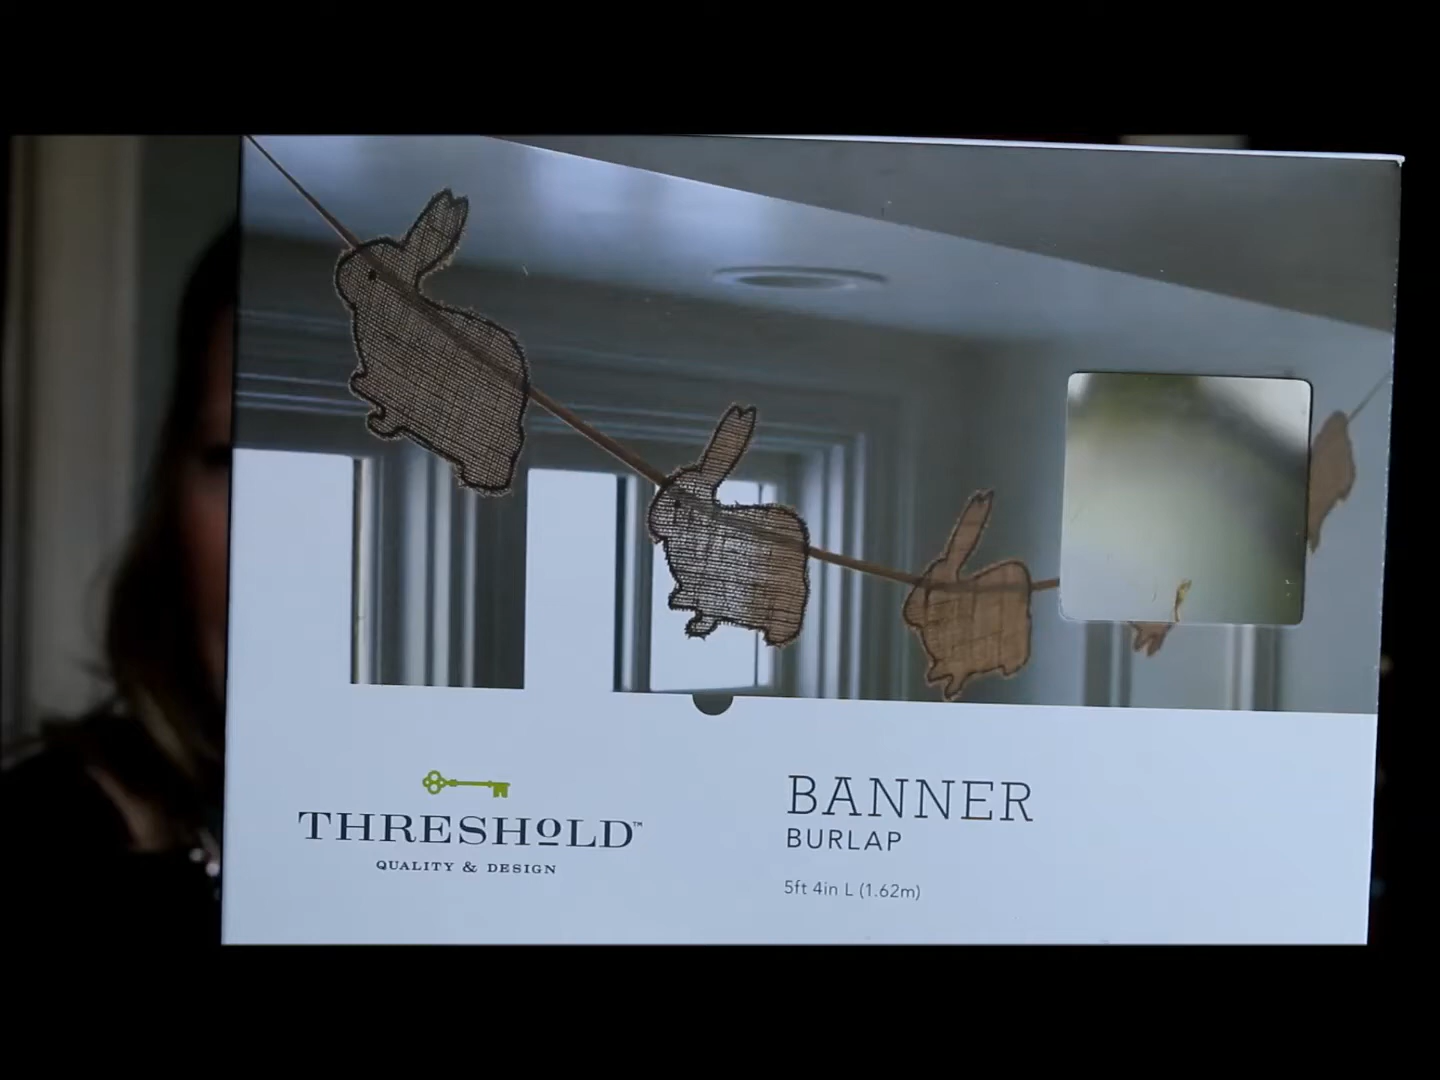 THRESHOLD™
QUALITY & DESIGN
BANNER
BURLAP
5ft 4in L (1.62m)